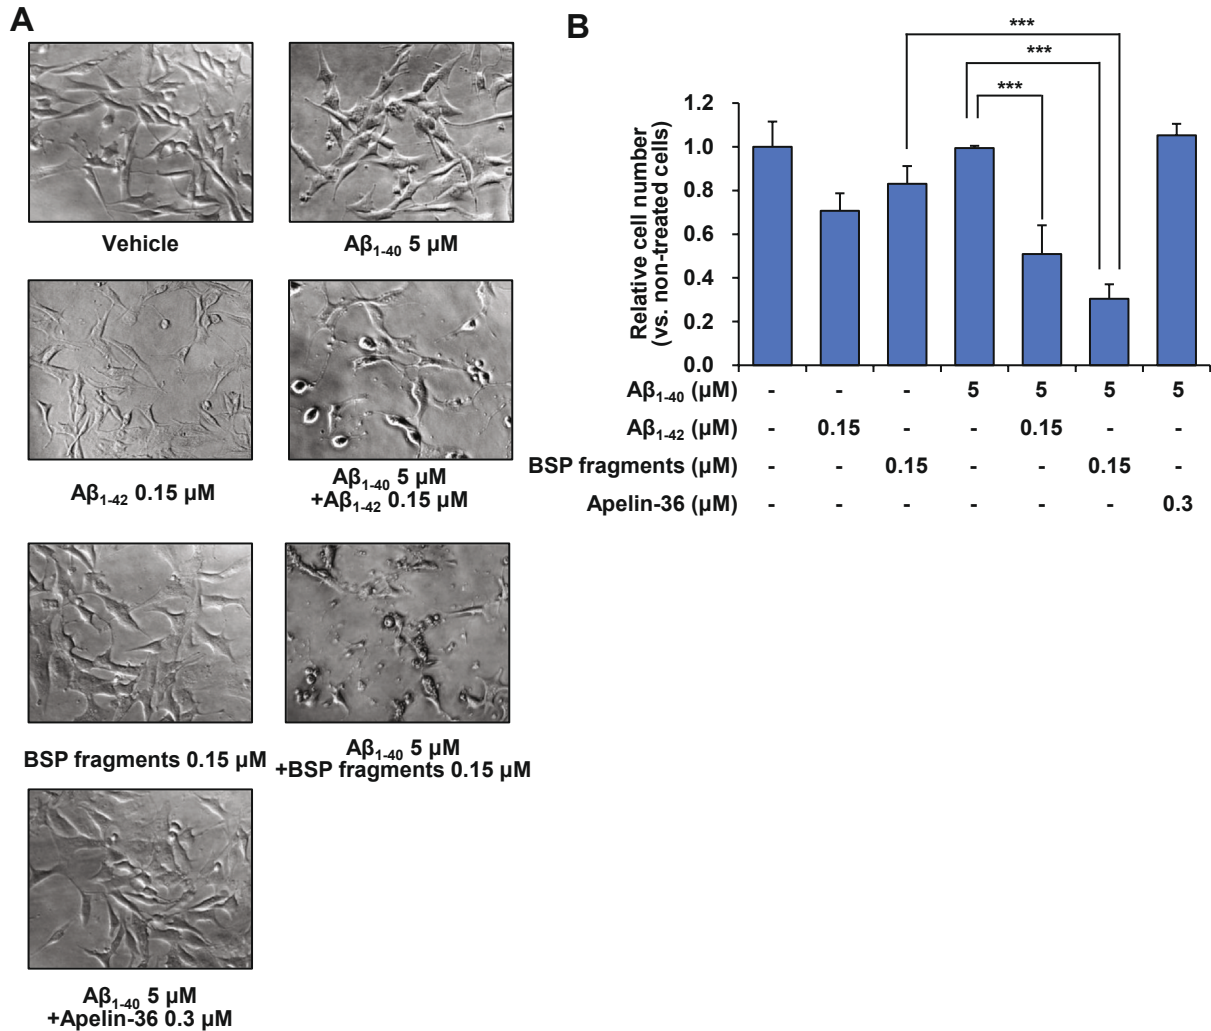 A
Vehicle
Aβ1-40 5 µM
Aβ1-42 0.15 µM
Aβ1-40 5 µM
+Aβ1-42 0.15 µM
BSP fragments 0.15 µM
Aβ1-40 5 µM
+BSP fragments 0.15 µM
Aβ1-40 5 µM
+Apelin-36 0.3 µM
B
***
***
***
Relative cell number
(vs. non-treated cells)
1.2
1.0
0.8
0.6
0.4
0.2
0.0
Aβ1-40 (µM) - - - 5 5 5 5
Aβ1-42 (µM) - 0.15 - - 0.15 - -
BSP fragments (µM) - - 0.15 - - 0.15 -
Apelin-36 (µM) - - - - - - 0.3